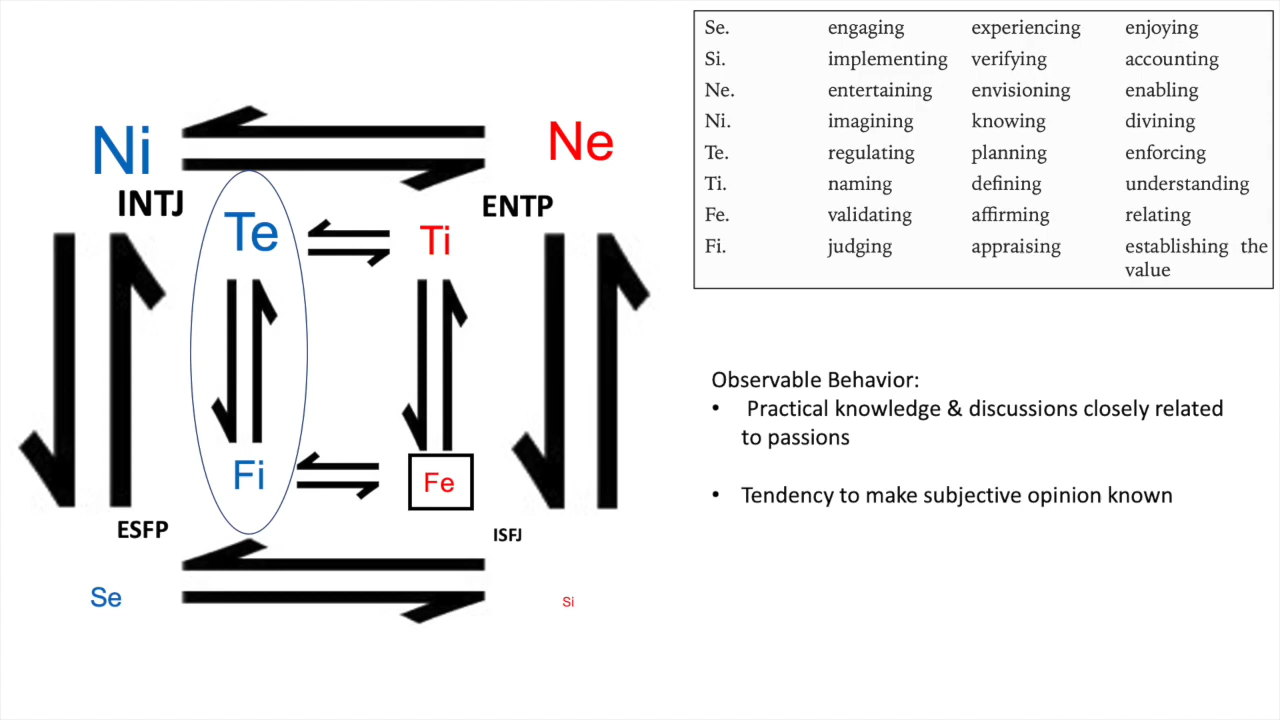 Ni
Ne
INTJ
ENTP
Te
Ti
Fi
Fe
ESFP
ISFJ
Se
Si
Se. engaging experiencing enjoying
Si. implementing verifying accounting
Ne. entertaining envisioning enabling
Ni. imagining knowing divining
Te. regulating planning enforcing
Ti. naming defining understanding
Fe. validating affirming relating
Fi. judging appraising establishing the
value
Observable Behavior:
• Practical knowledge & discussions closely related
to passions
• Tendency to make subjective opinion known